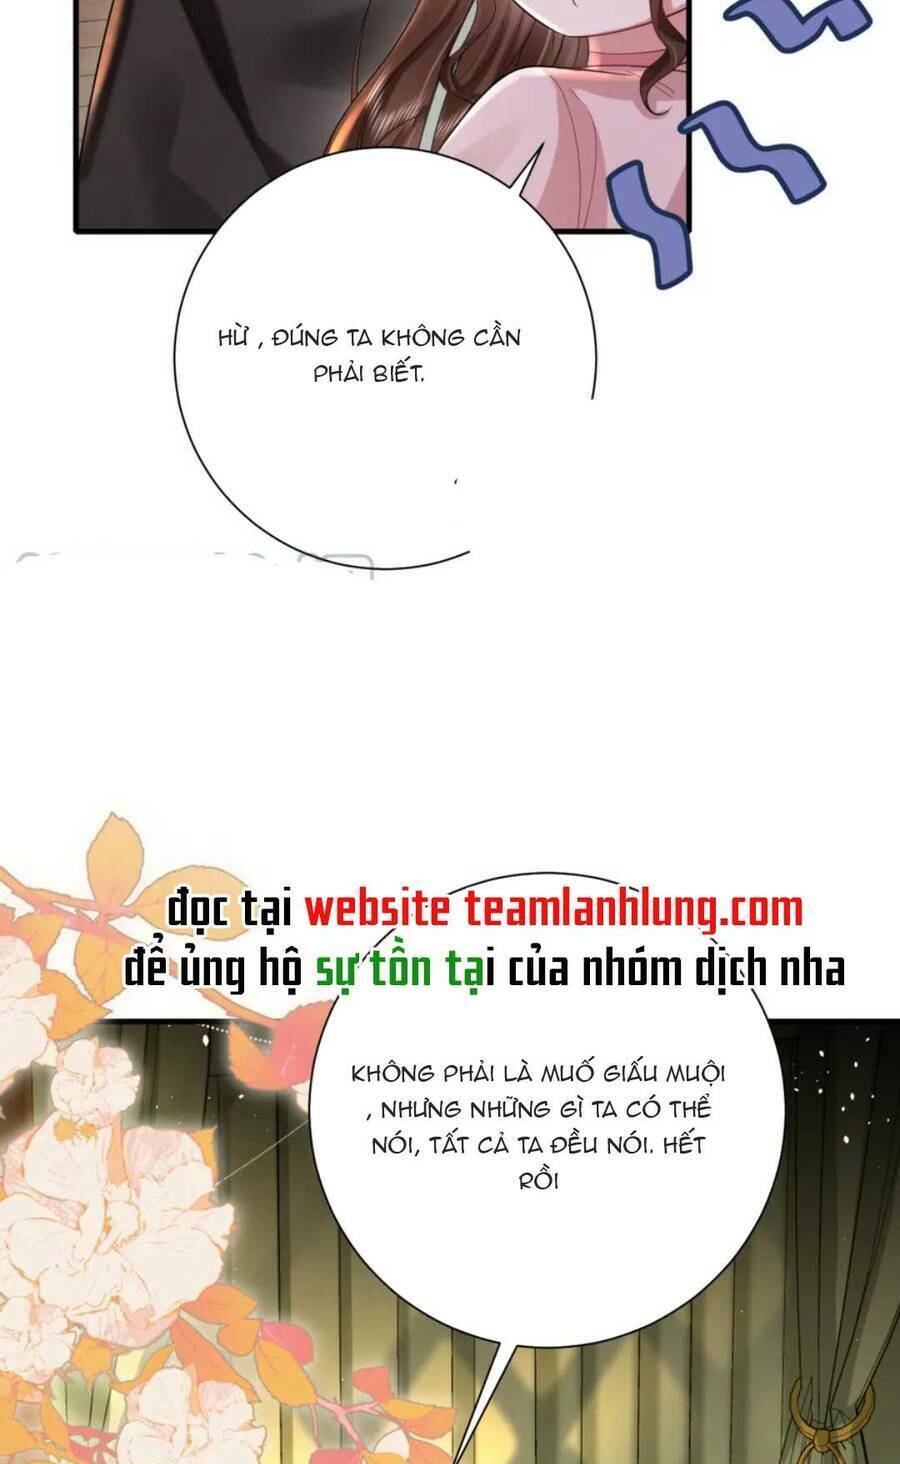 HỪ , ĐÚNG TA KHÔNG CẦN
PHẢI BIẾT.
đọc tại website teamlanhlung.com
để ủng hộ sự tồn tại của nhóm dịch nha
KHÔNG PHẢI LÀ MUỐ GIẤU MUỘI
, NHƯNG NHỮNG GÌ TA CÓ THỂ
NÓI, TẤT CẢ TA ĐỀU NÓI. HẾT
RỒI